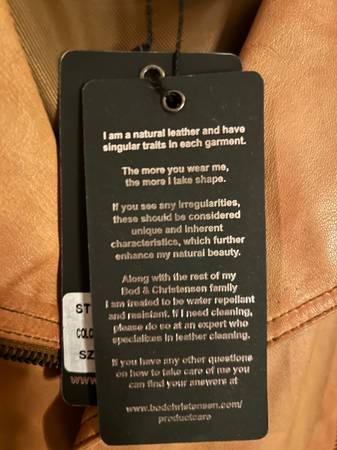 I am a natural leather and have
singular traits in each garment.
The more you wear me,
the more I take shape.
If you see any irregularities,
these should be considered
unique and inherent
characteristics, which further
enhance my natural beauty.
Along with the rest of my
Bod & Christensen family
I am treated to be water repellant
and resistant. If I need cleaning,
please do so at an expert who
specializes in leather cleaning.
If you have any other questions
on how to take care of me you
can find your answers at
www.bodchristensen.com/
productcare
ST
COLO
SZ
www